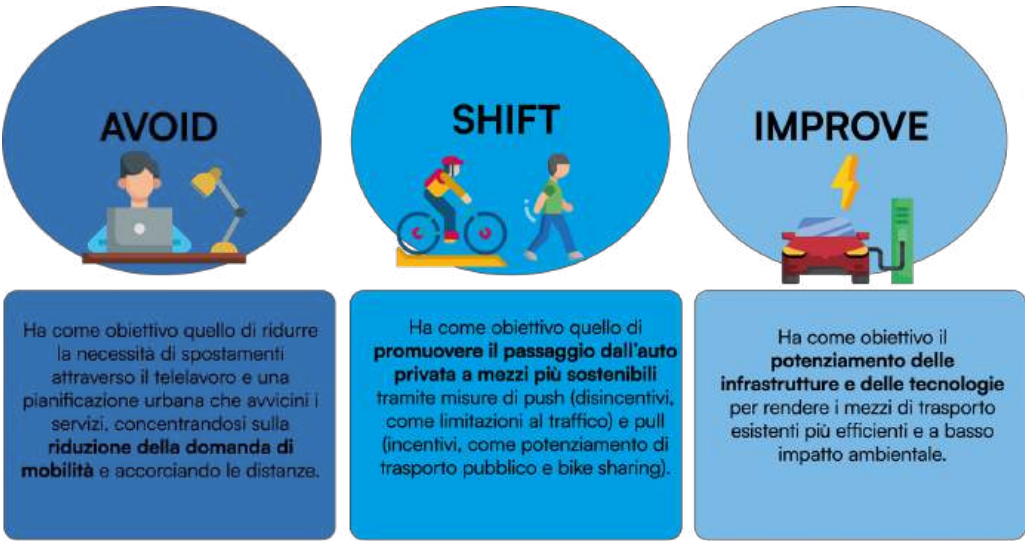 AVOID
Ha come obiettivo quello di ridurre
la necessità di spostamenti
attraverso il telelavoro e una
pianificazione urbana che avvicini i
servizi, concentrandosi sulla
riduzione della domanda di
mobilità e accorciando le distanze.
SHIFT
Ha come obiettivo quello di
promuovere il passaggio dall'auto
privata a mezzi più sostenibili
tramite misure di push (disincentivi,
come limitazioni al traffico) e pull
(incentivi, come potenziamento di
trasporto pubblico e bike sharing).
IMPROVE
Ha come obiettivo il
potenziamento delle
infrastrutture e delle tecnologie
per rendere i mezzi di trasporto
esistenti più efficienti e a basso
impatto ambientale.